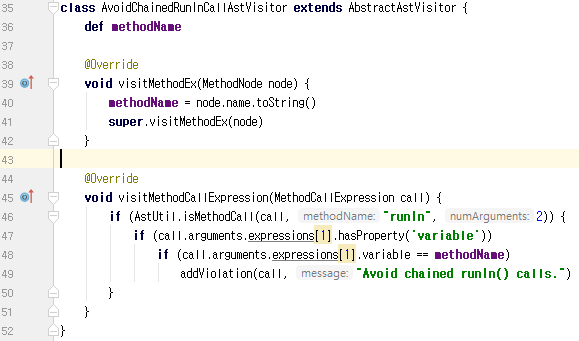 35 class AvoidChainedRunInCallAstVisitor extends AbstractAstVisitor {
36     def methodName
37
38     @Override
39     void visitMethodEx(MethodNode node) {
40         methodName = node.name.toString()
41         super.visitMethodEx(node)
42     }
43
44     @Override
45     void visitMethodCallExpression(MethodCallExpression call) {
46         if (AstUtil.isMethodCall(call, methodName: "runIn", numArguments: 2)) {
47             if (call.arguments.expressions[1].hasProperty('variable'))
48                 if (call.arguments.expressions[1].variable == methodName)
49                     addViolation(call, message: "Avoid chained runIn() calls.")
50         }
51     }
52 }